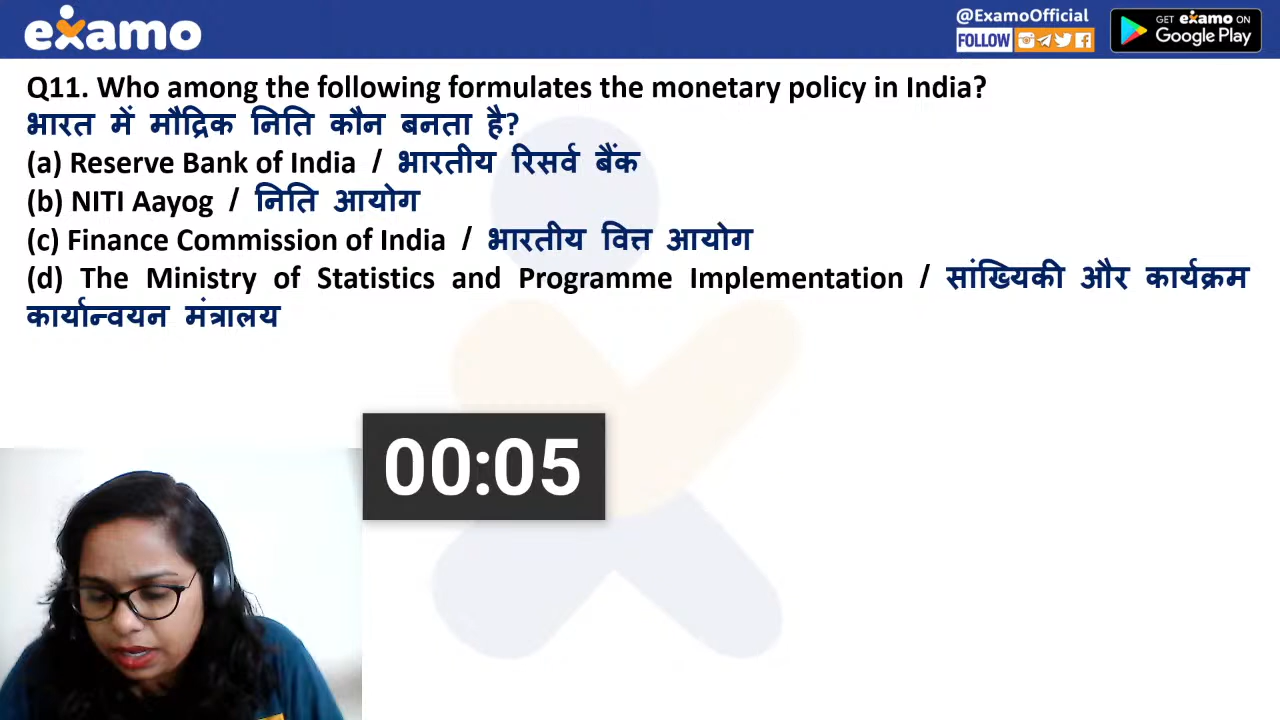 examo
@ExamoOfficial
FOLLOW
GET examo ON
Google Play
Q11. Who among the following formulates the monetary policy in India?
भारत में मौद्रिक निति कौन बनता है?
(a) Reserve Bank of India / भारतीय रिसर्व बैंक
(b) NITI Aayog / निति आयोग
(c) Finance Commission of India / भारतीय वित्त आयोग
(d) The Ministry of Statistics and Programme Implementation / सांख्यिकी और कार्यक्रम
कार्यान्वयन मंत्रालय
00:05